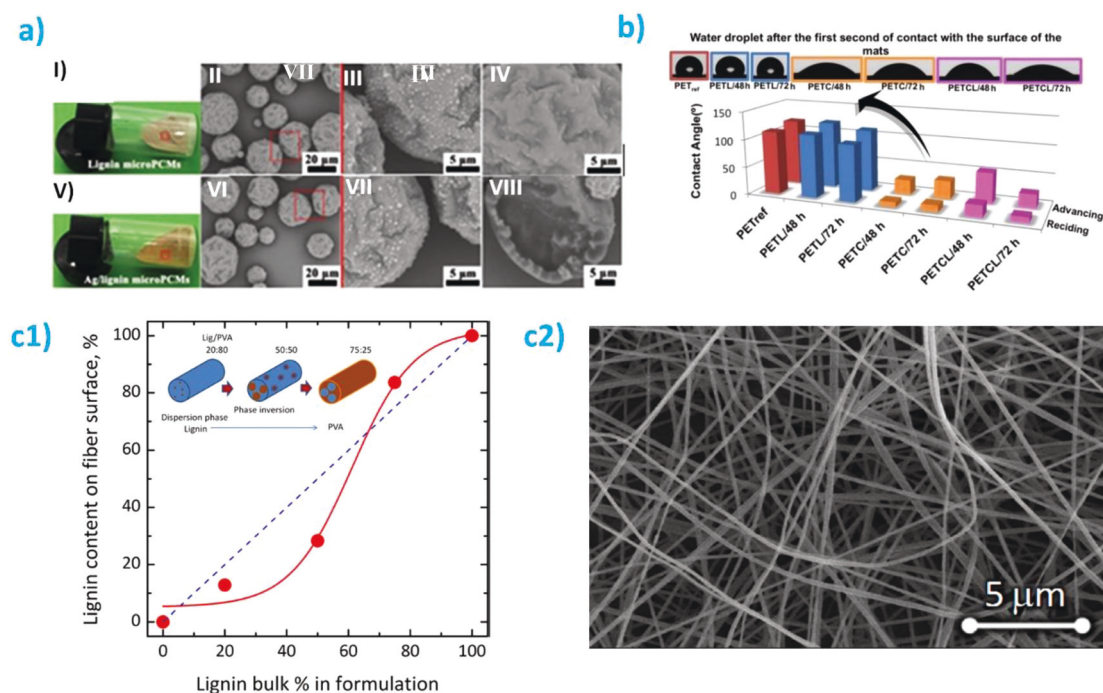 a)
I)
Lignin microPCMs
II
VII
20 µm
III
IV
5 µm
IV
5 µm
V)
Ag/lignin microPCMs
VI
20 µm
VII
5 µm
VIII
5 µm
b)
Water droplet after the first second of contact with the surface of the
mats
PETref PETL/48 h PETL/72 h PETC/48 h PETC/72 h PETCL/48 h PETCL/72 h
Contact Angle(°)
150
100
50
0
Advancing
Reciding
PETref
PETL/48 h
PETL/72 h
PETC/48 h
PETC/72 h
PETCL/48 h
PETCL/72 h
c1)
Lignin content on fiber surface, %
100
80
60
40
20
0
Lig/PVA
20:80 50:50 75:25
Phase inversion
Dispersion phase
Lignin PVA
0 20 40 60 80 100
Lignin bulk % in formulation
c2)
5 µm